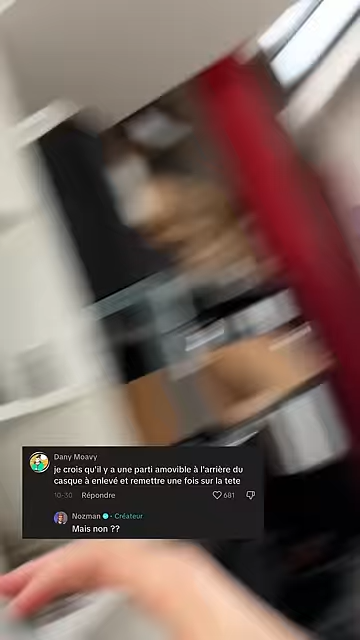 Dany Moavy
je crois qu'il y a une parti amovible à l'arrière du
casque à enlevé et remettre une fois sur la tete
10-30 Répondre 681
Nozman · Créateur
Mais non ??